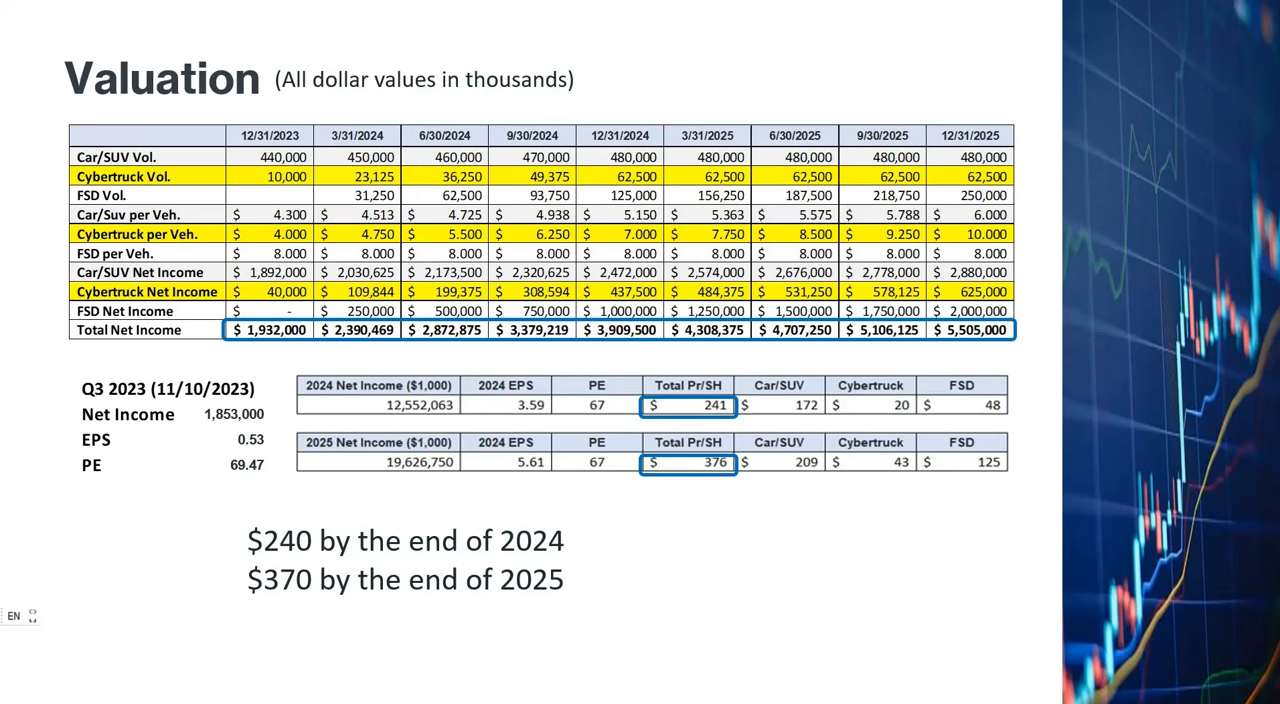 Valuation (All dollar values in thousands)
12/31/2023 3/31/2024 6/30/2024 9/30/2024 12/31/2024 3/31/2025 6/30/2025 9/30/2025 12/31/2025
Car/SUV Vol. 440,000 450,000 460,000 470,000 480,000 480,000 480,000 480,000 480,000
Cybertruck Vol. 10,000 23,125 36,250 49,375 62,500 62,500 62,500 62,500 62,500
FSD Vol. 31,250 62,500 93,750 125,000 156,250 187,500 218,750 250,000
Car/Suv per Veh. $ 4.300 $ 4.513 $ 4.725 $ 4.938 $ 5.150 $ 5.363 $ 5.575 $ 5.788 $ 6.000
Cybertruck per Veh. $ 4.000 $ 4.750 $ 5.500 $ 6.250 $ 7.000 $ 7.750 $ 8.500 $ 9.250 $ 10.000
FSD per Veh. $ 8.000 $ 8.000 $ 8.000 $ 8.000 $ 8.000 $ 8.000 $ 8.000 $ 8.000 $ 8.000
Car/SUV Net Income $ 1,892,000 $ 2,030,625 $ 2,173,500 $ 2,320,625 $ 2,472,000 $ 2,574,000 $ 2,676,000 $ 2,778,000 $ 2,880,000
Cybertruck Net Income $ 40,000 $ 109,844 $ 199,375 $ 308,594 $ 437,500 $ 484,375 $ 531,250 $ 578,125 $ 625,000
FSD Net Income $ - $ 250,000 $ 500,000 $ 750,000 $ 1,000,000 $ 1,250,000 $ 1,500,000 $ 1,750,000 $ 2,000,000
Total Net Income $ 1,932,000 $ 2,390,469 $ 2,872,875 $ 3,379,219 $ 3,909,500 $ 4,308,375 $ 4,707,250 $ 5,106,125 $ 5,505,000
Q3 2023 (11/10/2023)
Net Income 1,853,000
EPS 0.53
PE 69.47
2024 Net Income ($1,000) 2024 EPS PE Total Pr/SH Car/SUV Cybertruck FSD
12,552,063 3.59 67 $ 241 $ 172 $ 20 $ 48
2025 Net Income ($1,000) 2024 EPS PE Total Pr/SH Car/SUV Cybertruck FSD
19,626,750 5.61 67 $ 376 $ 209 $ 43 $ 125
$240 by the end of 2024
$370 by the end of 2025
EN